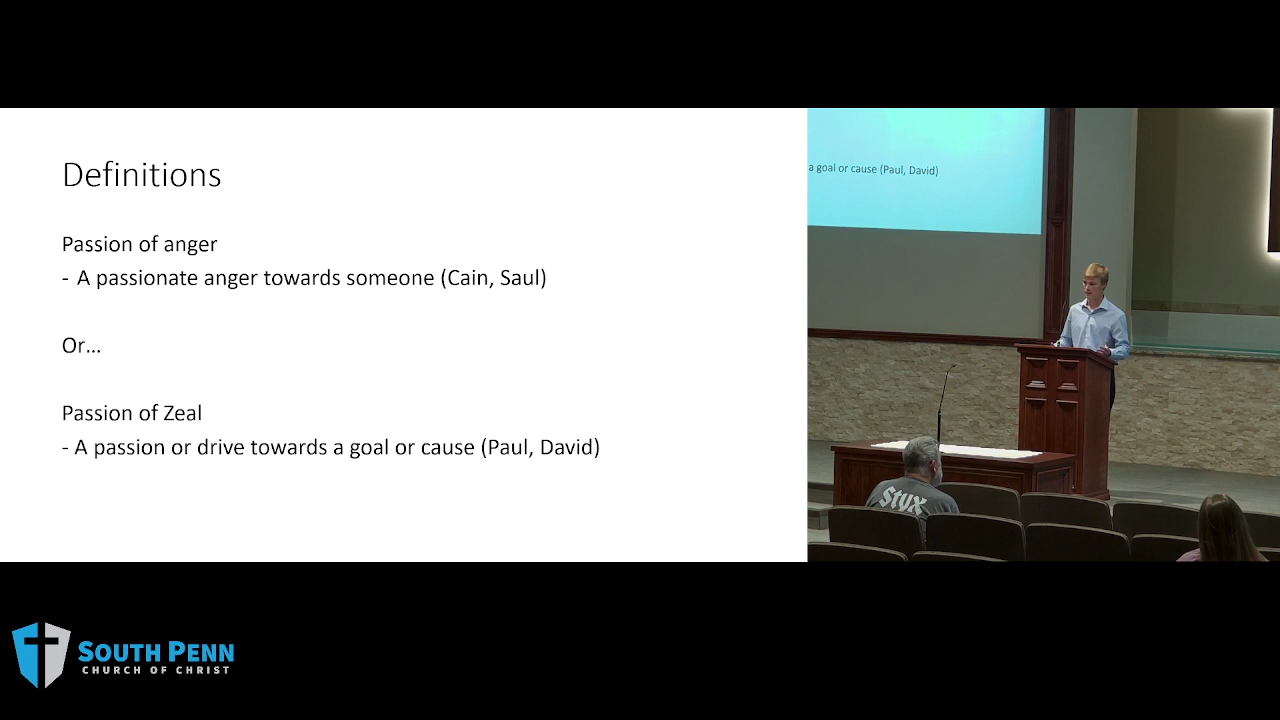 Definitions
Passion of anger
- A passionate anger towards someone (Cain, Saul)
Or...
Passion of Zeal
- A passion or drive towards a goal or cause (Paul, David)
a goal or cause (Paul, David)
Styx
SOUTH PENN
CHURCH OF CHRIST